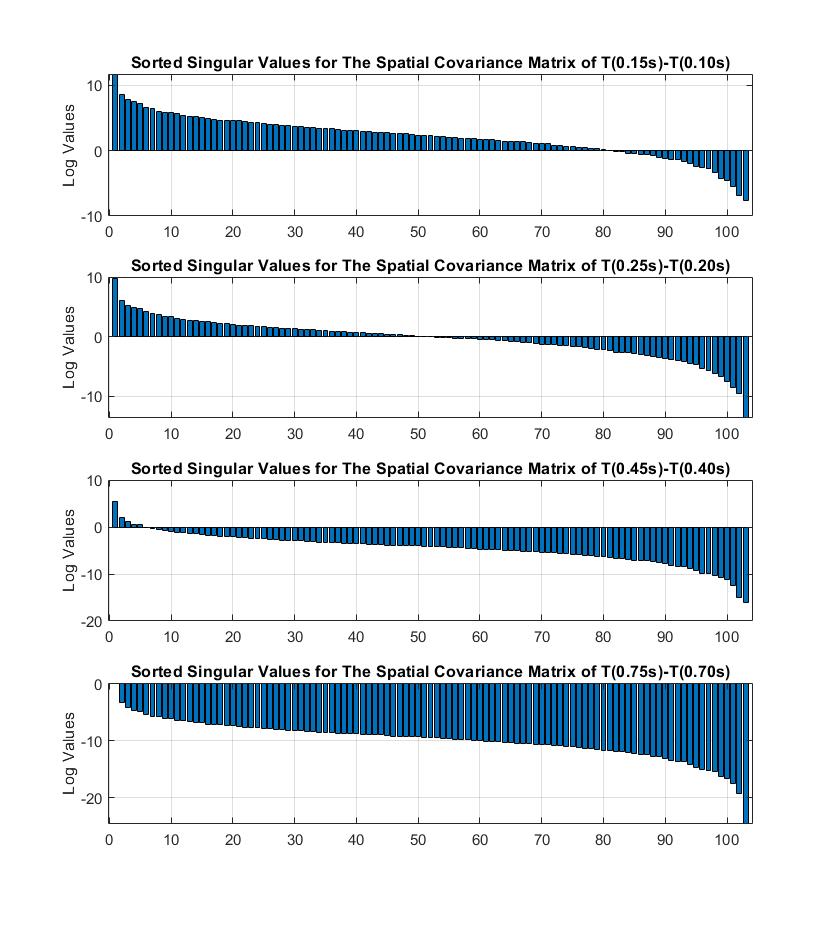 Sorted Singular Values for The Spatial Covariance Matrix of T(0.15s)-T(0.10s)
10
0
-10
Log Values
0 10 20 30 40 50 60 70 80 90 100
Sorted Singular Values for The Spatial Covariance Matrix of T(0.25s)-T(0.20s)
10
0
-10
Log Values
0 10 20 30 40 50 60 70 80 90 100
Sorted Singular Values for The Spatial Covariance Matrix of T(0.45s)-T(0.40s)
10
0
-10
-20
Log Values
0 10 20 30 40 50 60 70 80 90 100
Sorted Singular Values for The Spatial Covariance Matrix of T(0.75s)-T(0.70s)
0
-10
-20
Log Values
0 10 20 30 40 50 60 70 80 90 100